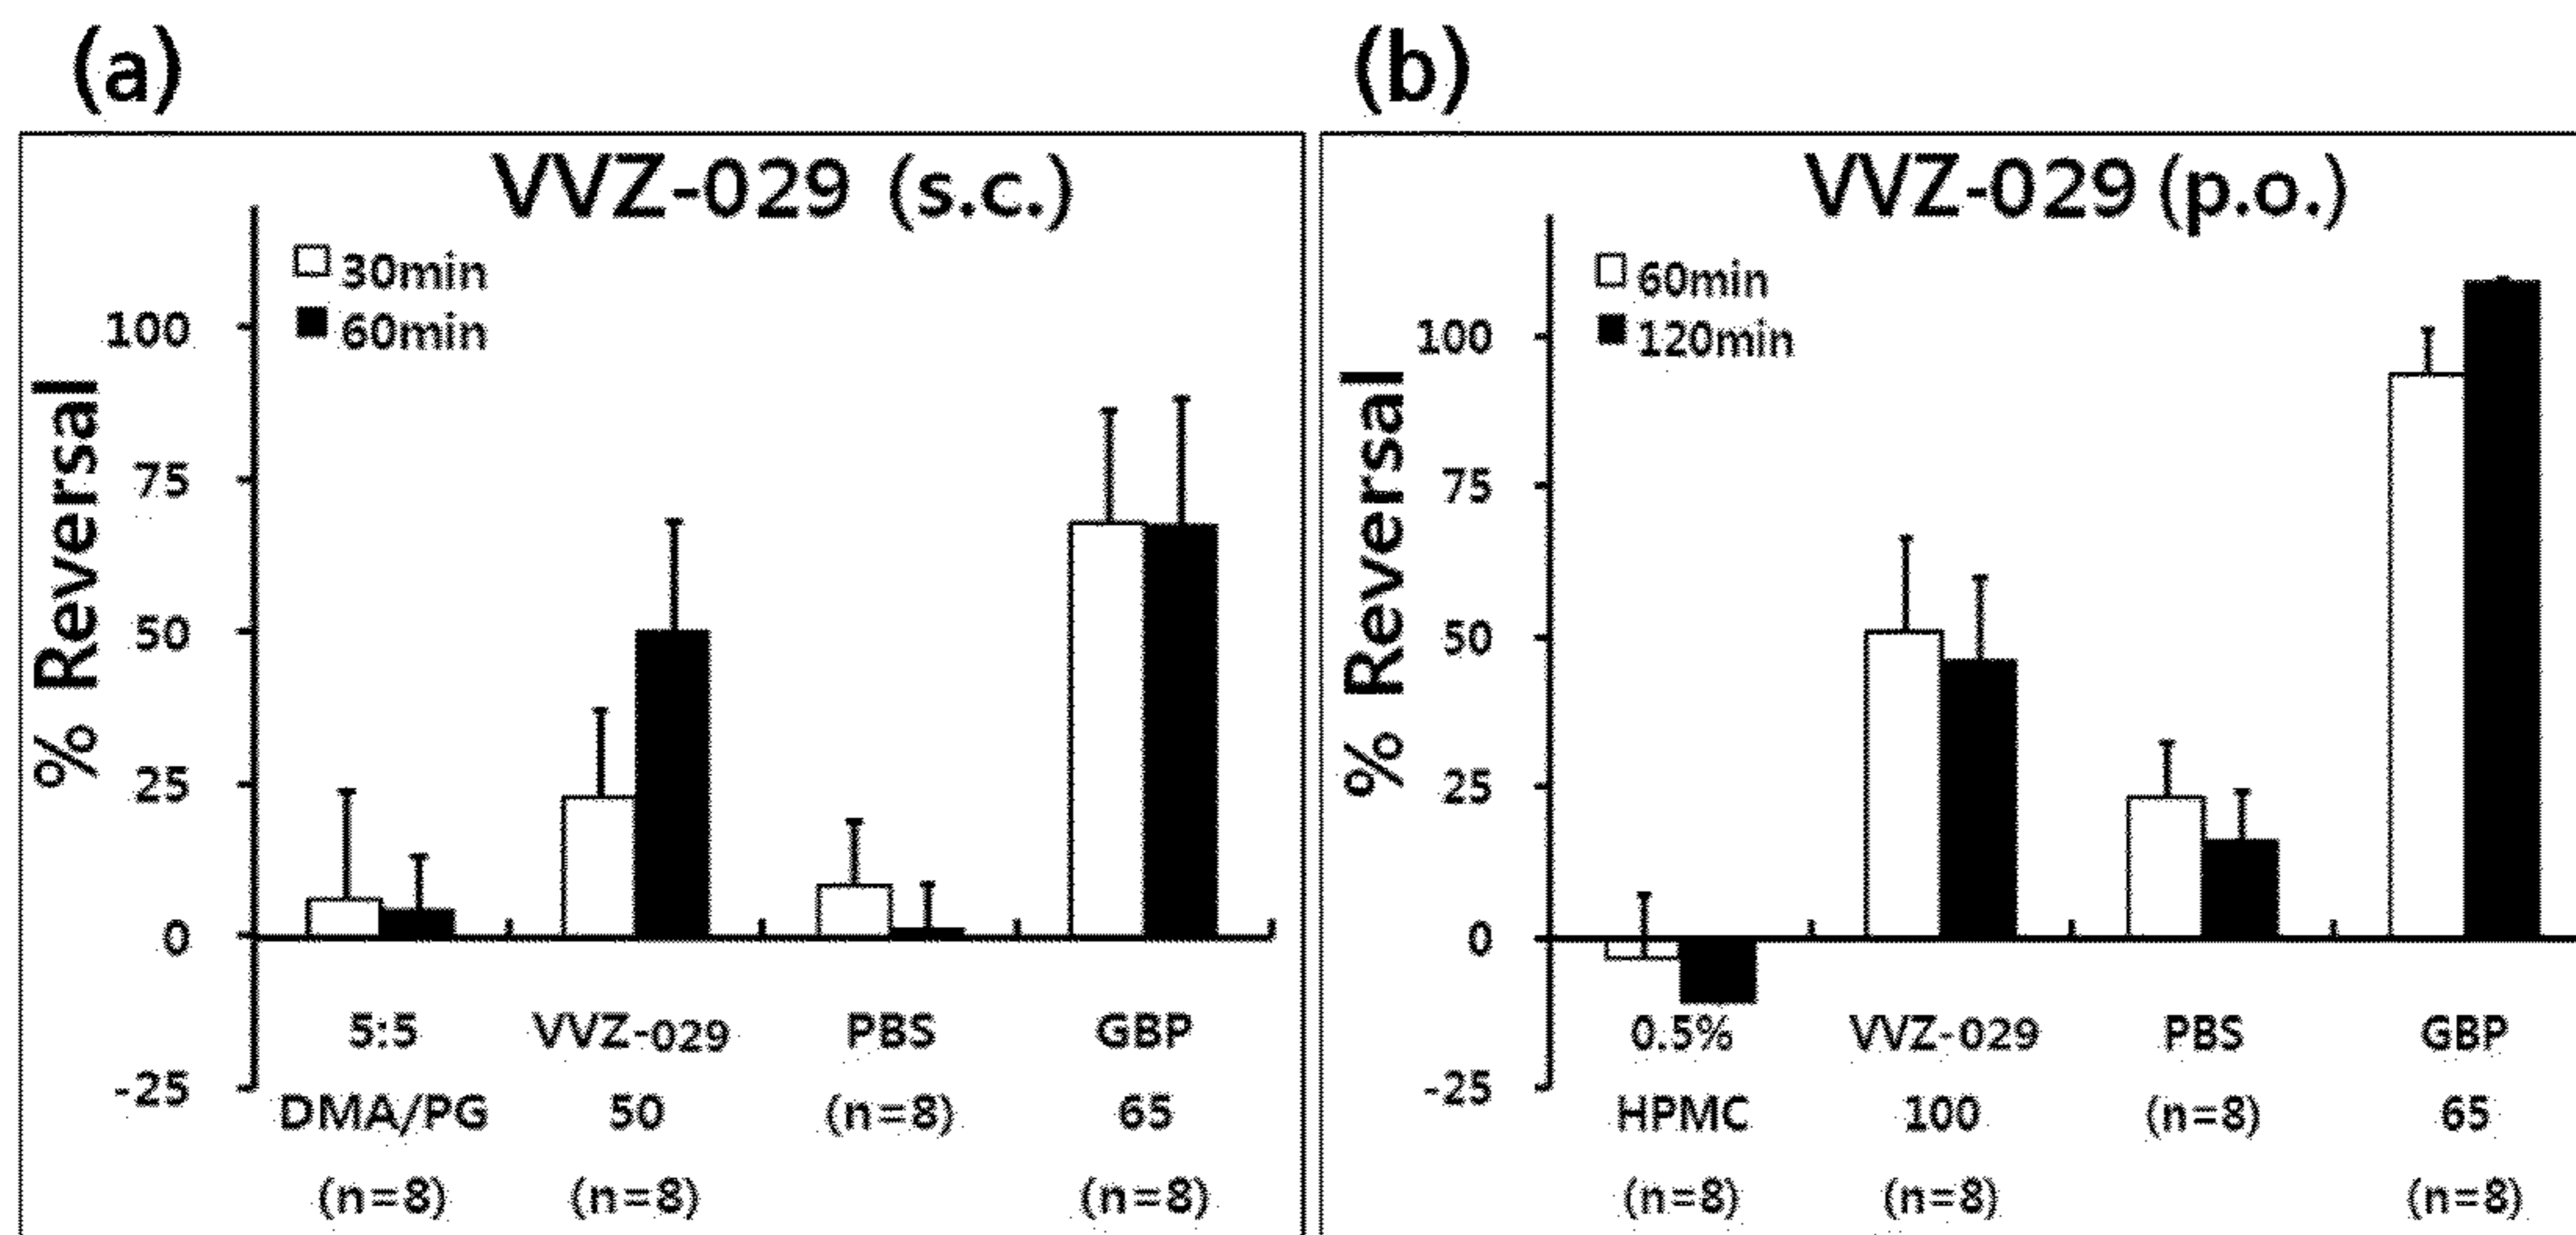 (a)
VVZ-029 (s.c.)
30min
60min
% Reversal
100
75
50
25
0
-25
5:5 DMA/PG (n=8)
VVZ-029 50 (n=8)
PBS (n=8)
GBP 65 (n=8)
(b)
VVZ-029 (p.o.)
60min
120min
% Reversal
100
75
50
25
0
-25
0.5% HPMC (n=8)
VVZ-029 100 (n=8)
PBS (n=8)
GBP 65 (n=8)